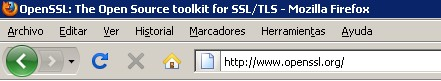 OpenSSL: The Open Source toolkit for SSL/TLS - Mozilla Firefox
Archivo Editar Ver Historial Marcadores Herramientas Ayuda
http://www.openssl.org/